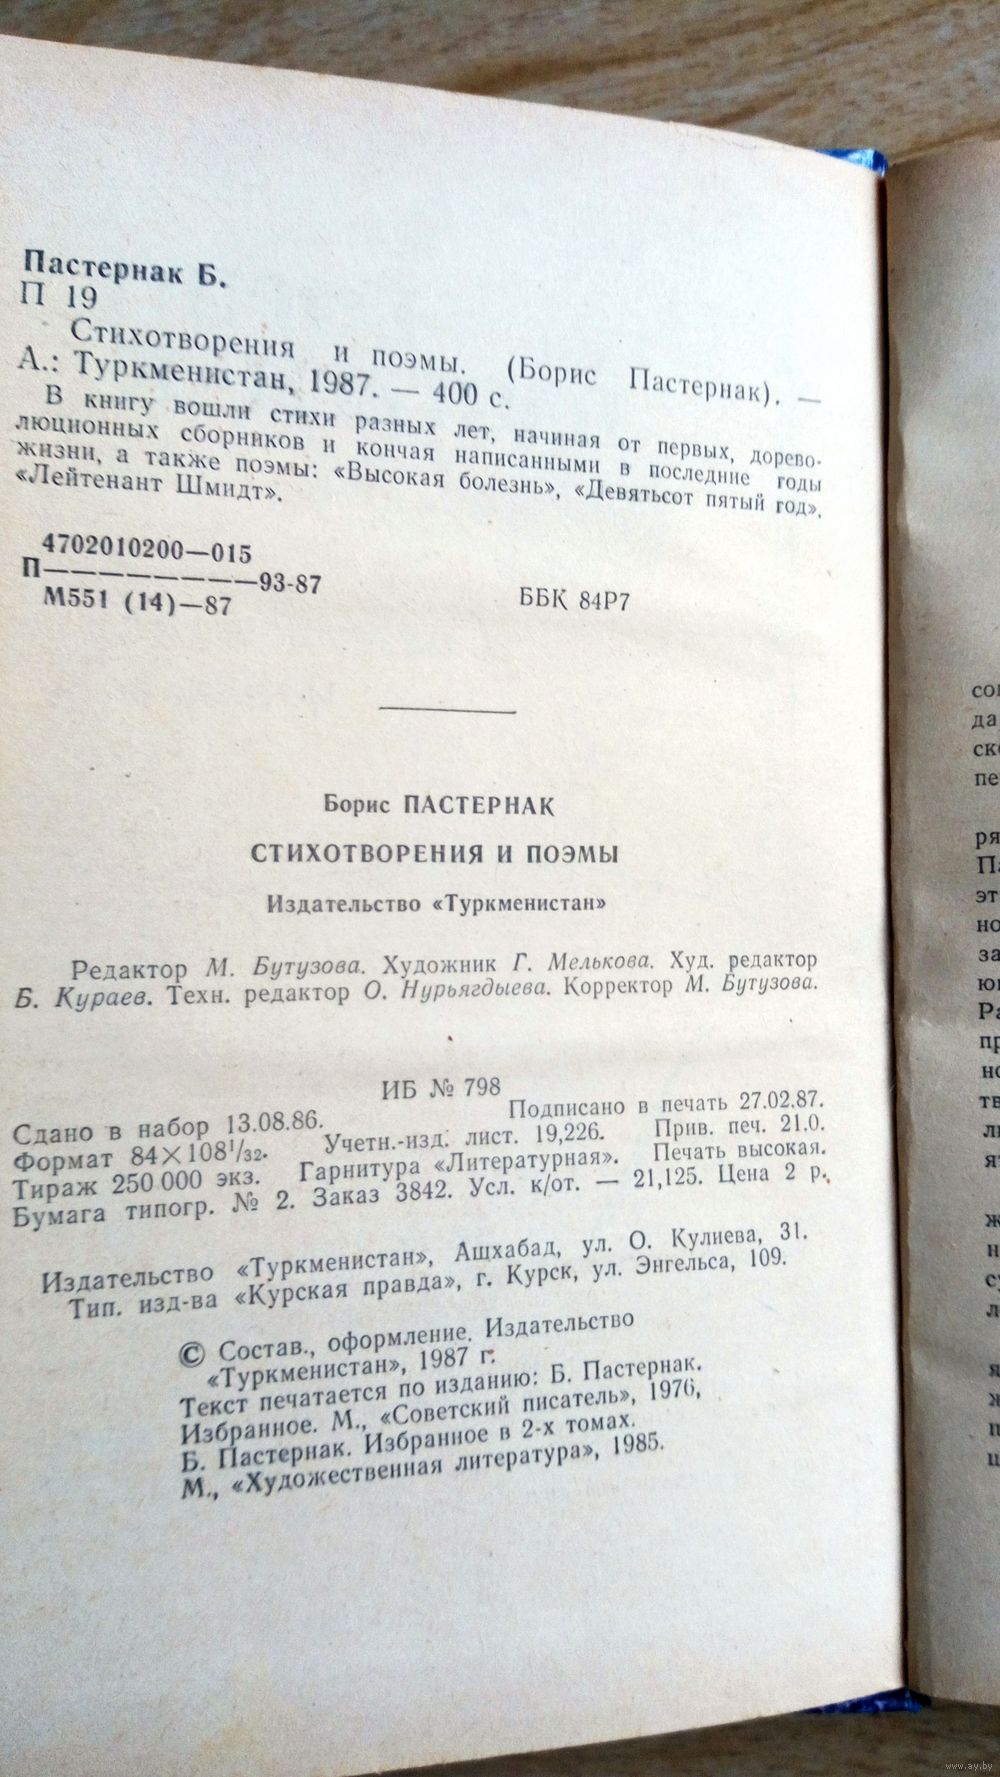 Пастернак Б.
П 19
Стихотворения и поэмы. (Борис Пастернак). —
А.: Туркменистан, 1987. — 400 с.
В книгу вошли стихи разных лет, начиная от первых, дорево-
люционных сборников и кончая написанными в последние годы
жизни, а также поэмы: «Высокая болезнь», «Девятьсот пятый год»,
«Лейтенант Шмидт».
4702010200—015
П————————93-87
М551 (14)—87
ББК 84Р7
Борис ПАСТЕРНАК
СТИХОТВОРЕНИЯ И ПОЭМЫ
Издательство «Туркменистан»
Редактор М. Бутузова. Художник Г. Мелькова. Худ. редактор
Б. Кураев. Техн. редактор О. Нурьягдыева. Корректор М. Бутузова.
ИБ № 798
Сдано в набор 13.08.86. Подписано в печать 27.02.87.
Формат 84×108¹/₃₂. Учетн.-изд. лист. 19,226. Прив. печ. 21.0.
Тираж 250 000 экз. Гарнитура «Литературная». Печать высокая.
Бумага типогр. № 2. Заказ 3842. Усл. к/от. — 21,125. Цена 2 р.
Издательство «Туркменистан», Ашхабад, ул. О. Кулиева, 31.
Тип. изд-ва «Курская правда», г. Курск, ул. Энгельса, 109.
© Состав., оформление. Издательство
«Туркменистан», 1987 г.
Текст печатается по изданию: Б. Пастернак.
Избранное. М., «Советский писатель», 1976,
Б. Пастернак. Избранное в 2-х томах.
М., «Художественная литература», 1985.
www.ay.by